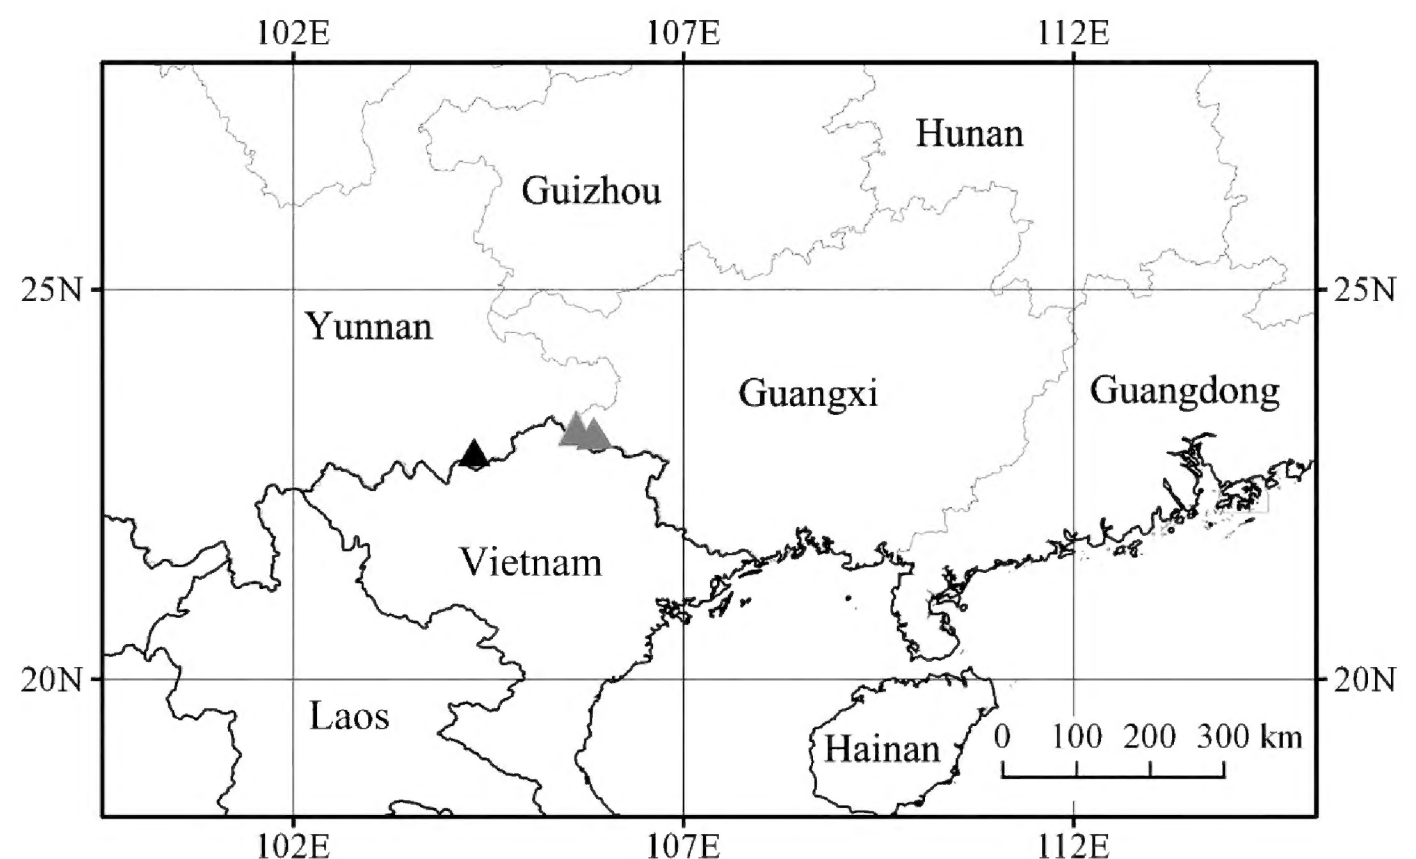 102E 107E 112E
Hunan
Guizhou
25N 25N
Yunnan
Guangxi Guangdong
Vietnam
20N 20N
Laos
Hainan
0 100 200 300 km
102E 107E 112E